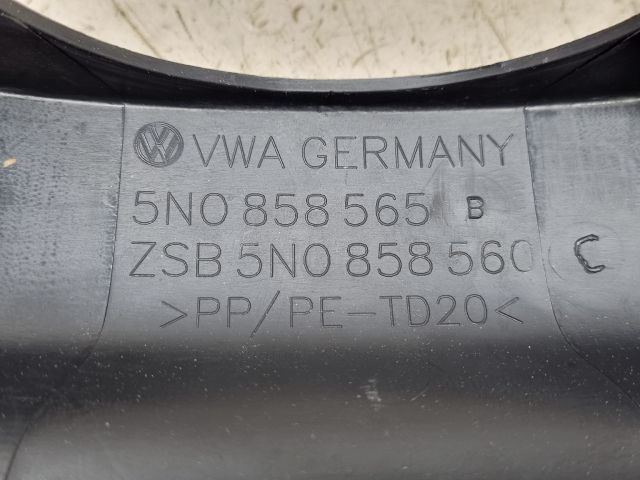 VWA GERMANY
5N0 858 565 B
ZSB 5N0 858 560 C
>PP/PE-TD20<